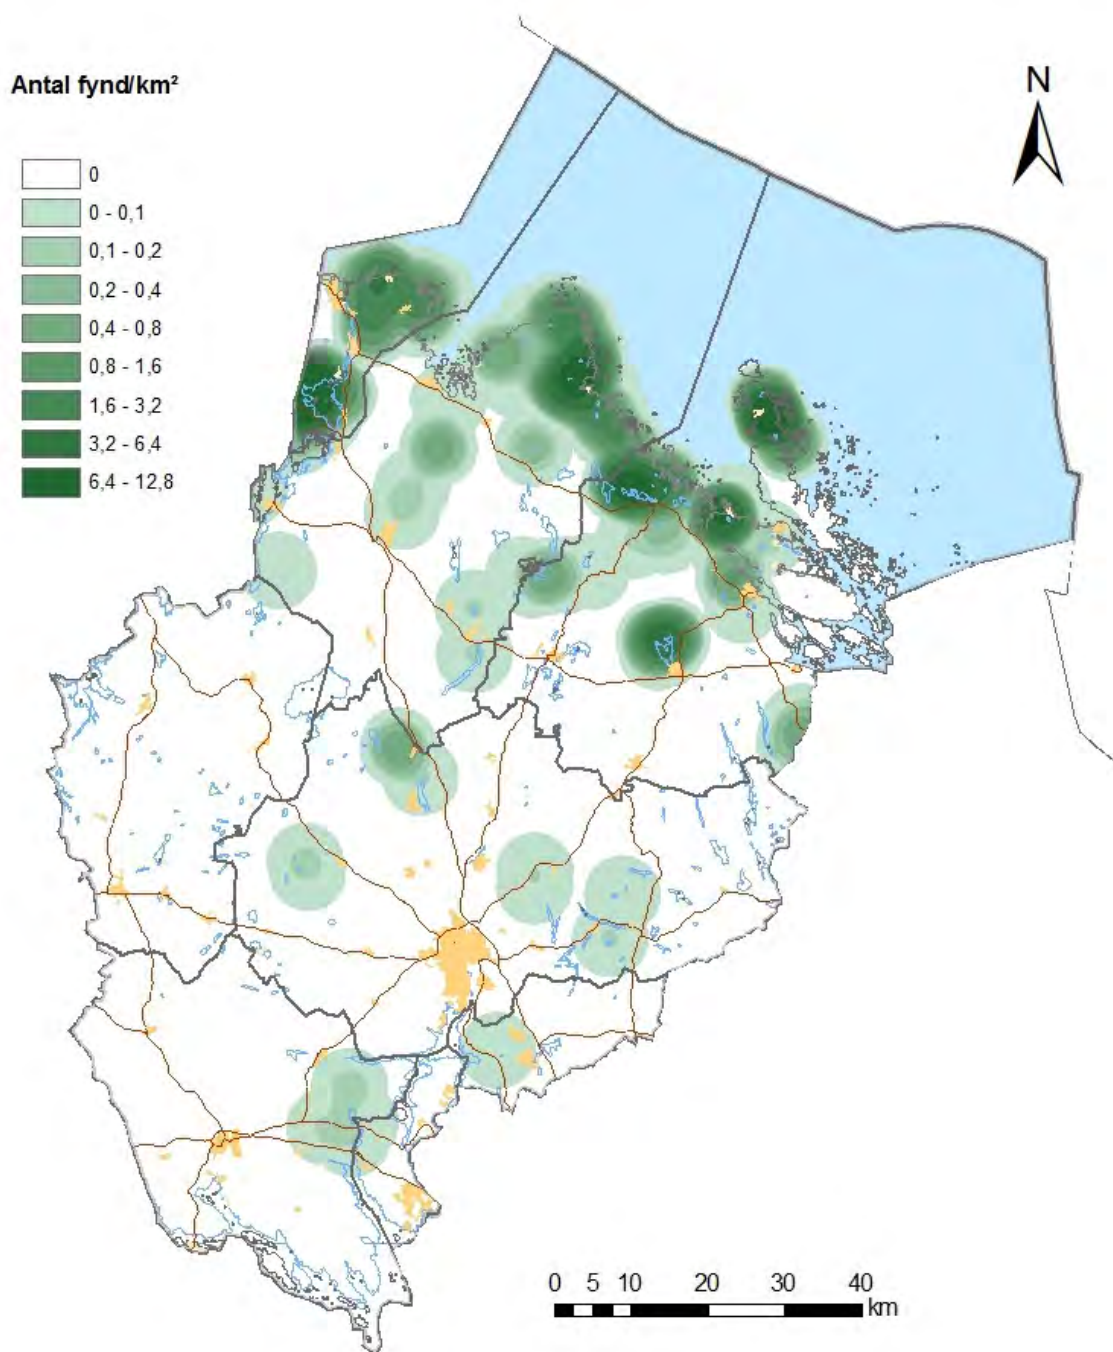 Antal fynd/km²
N
0
0 - 0,1
0,1 - 0,2
0,2 - 0,4
0,4 - 0,8
0,8 - 1,6
1,6 - 3,2
3,2 - 6,4
6,4 - 12,8
0 5 10 20 30 40
km